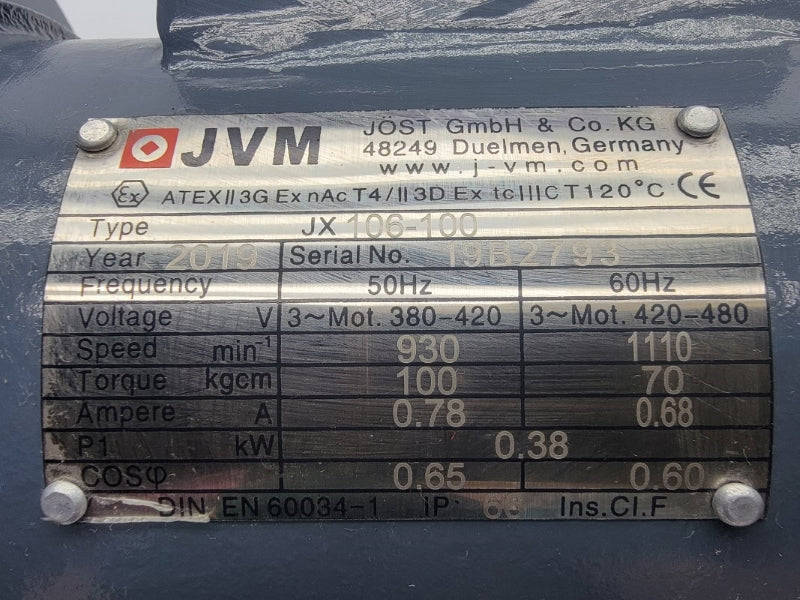 JVM JÖST GmbH & Co. KG
48249 Duelmen, Germany
www.j-vm.com
Ex ATEX II 3G Ex nAc T4/II 3D Ex tc IIIC T120°C CE
Type JX 106-100
Year 2019 Serial No. 19B2793
Frequency 50Hz 60Hz
Voltage V 3~Mot. 380-420 3~Mot. 420-480
Speed min⁻¹ 930 1110
Torque kgcm 100 70
Ampere A 0.78 0.68
P1 kW 0.38
COSφ 0.65 0.60
DIN EN 60034-1 IP Ins.Cl.F